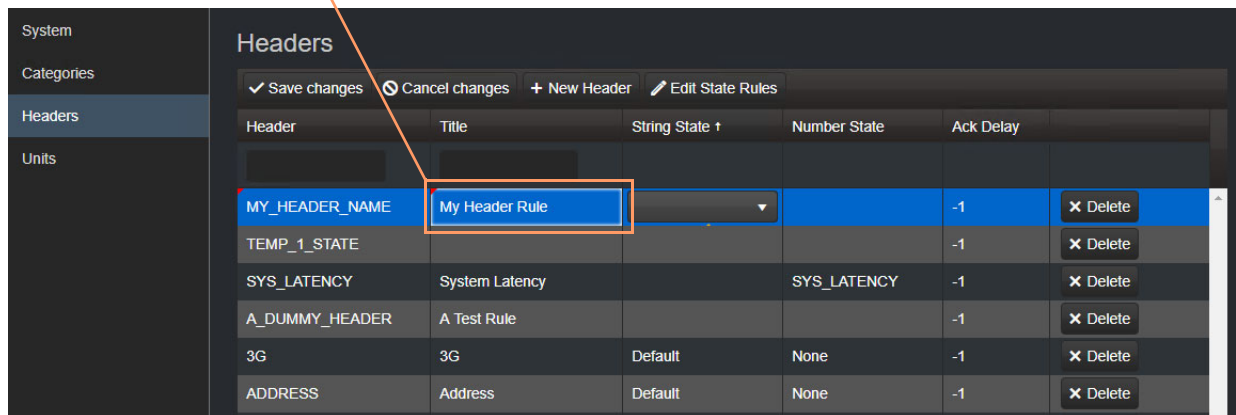 System
Categories
Headers
Units
Headers
Save changes Cancel changes + New Header Edit State Rules
Header Title String State ↑ Number State Ack Delay
MY_HEADER_NAME My Header Rule -1 × Delete
TEMP_1_STATE -1 × Delete
SYS_LATENCY System Latency SYS_LATENCY -1 × Delete
A_DUMMY_HEADER A Test Rule -1 × Delete
3G 3G Default None -1 × Delete
ADDRESS Address Default None -1 × Delete